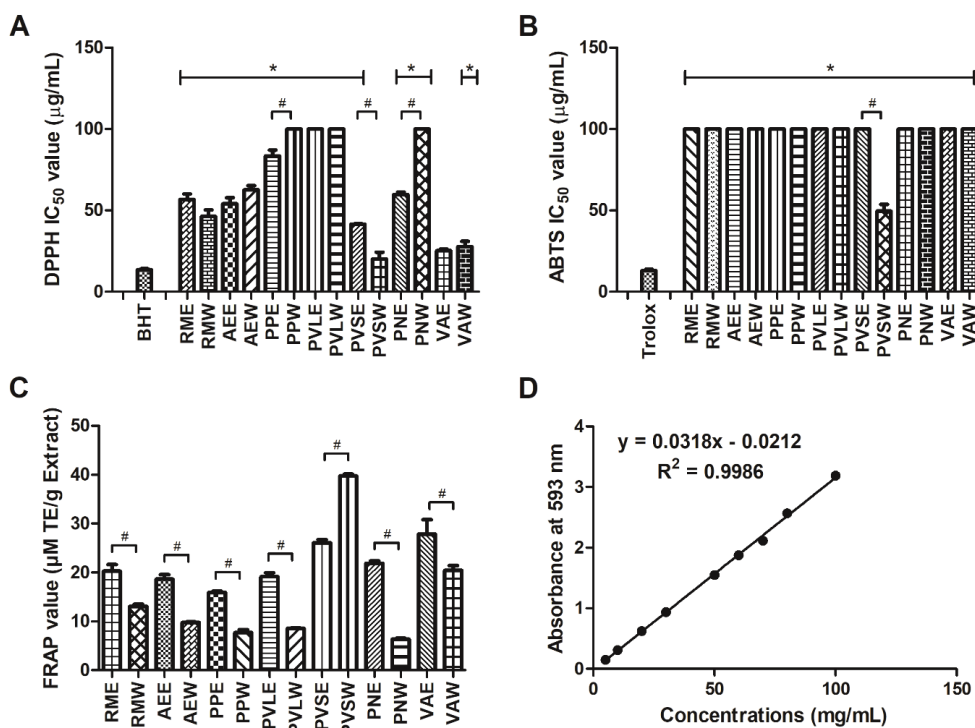 A
DPPH IC50 value (µg/mL)
150
100
50
0
*
*
*
#
#
#
BHT
RME
RMW
AEE
AEW
PPE
PPW
PVLE
PVLW
PVSE
PVSW
PNE
PNW
VAE
VAW
B
ABTS IC50 value (µg/mL)
150
100
50
0
*
#
Trolox
RME
RMW
AEE
AEW
PPE
PPW
PVLE
PVLW
PVSE
PVSW
PNE
PNW
VAE
VAW
C
FRAP value (µM TE/g Extract)
50
40
30
20
10
0
#
#
#
#
#
#
#
RME
RMW
AEE
AEW
PPE
PPW
PVLE
PVLW
PVSE
PVSW
PNE
PNW
VAE
VAW
D
Absorbance at 593 nm
4
3
2
1
0
y = 0.0318x - 0.0212
R² = 0.9986
0
50
100
150
Concentrations (mg/mL)